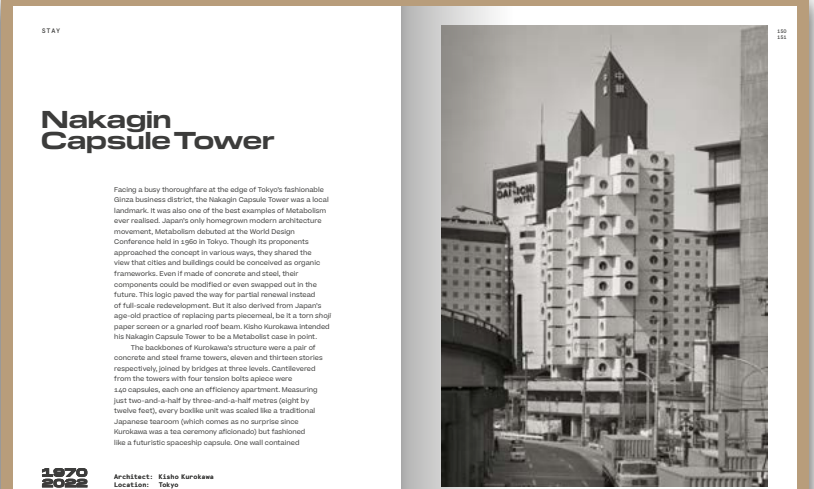 STAY
Nakagin
Capsule Tower
Facing a busy thoroughfare at the edge of Tokyo's fashionable
Ginza business district, the Nakagin Capsule Tower was a local
landmark. It was also one of the best examples of Metabolism
ever realised. Japan's only homegrown modern architecture
movement, Metabolism debuted at the World Design
Conference held in 1960 in Tokyo. Though its proponents
approached the concept in various ways, they shared the
view that cities and buildings could be conceived as organic
frameworks. Even if made of concrete and steel, their
components could be modified or even swapped out in the
future. This logic paved the way for partial renewal instead
of full-scale redevelopment. But it also derived from Japan's
age-old practice of replacing parts piecemeal, be it a torn shoji
paper screen or a gnarled roof beam. Kisho Kurokawa intended
his Nakagin Capsule Tower to be a Metabolist case in point.
The backbones of Kurokawa's structure were a pair of
concrete and steel frame towers, eleven and thirteen stories
respectively, joined by bridges at three levels. Cantilevered
from the towers with four tension bolts apiece were
140 capsules, each one an efficiency apartment. Measuring
just two-and-a-half by three-and-a-half metres (eight by
twelve feet), every boxlike unit was scaled like a traditional
Japanese tearoom (which comes as no surprise since
Kurokawa was a tea ceremony aficionado) but fashioned
like a futuristic spaceship capsule. One wall contained
1970
2022
Architect: Kisho Kurokawa
Location: Tokyo
150
151
中
銀
Ginza
DAI-ICHI
HOTEL